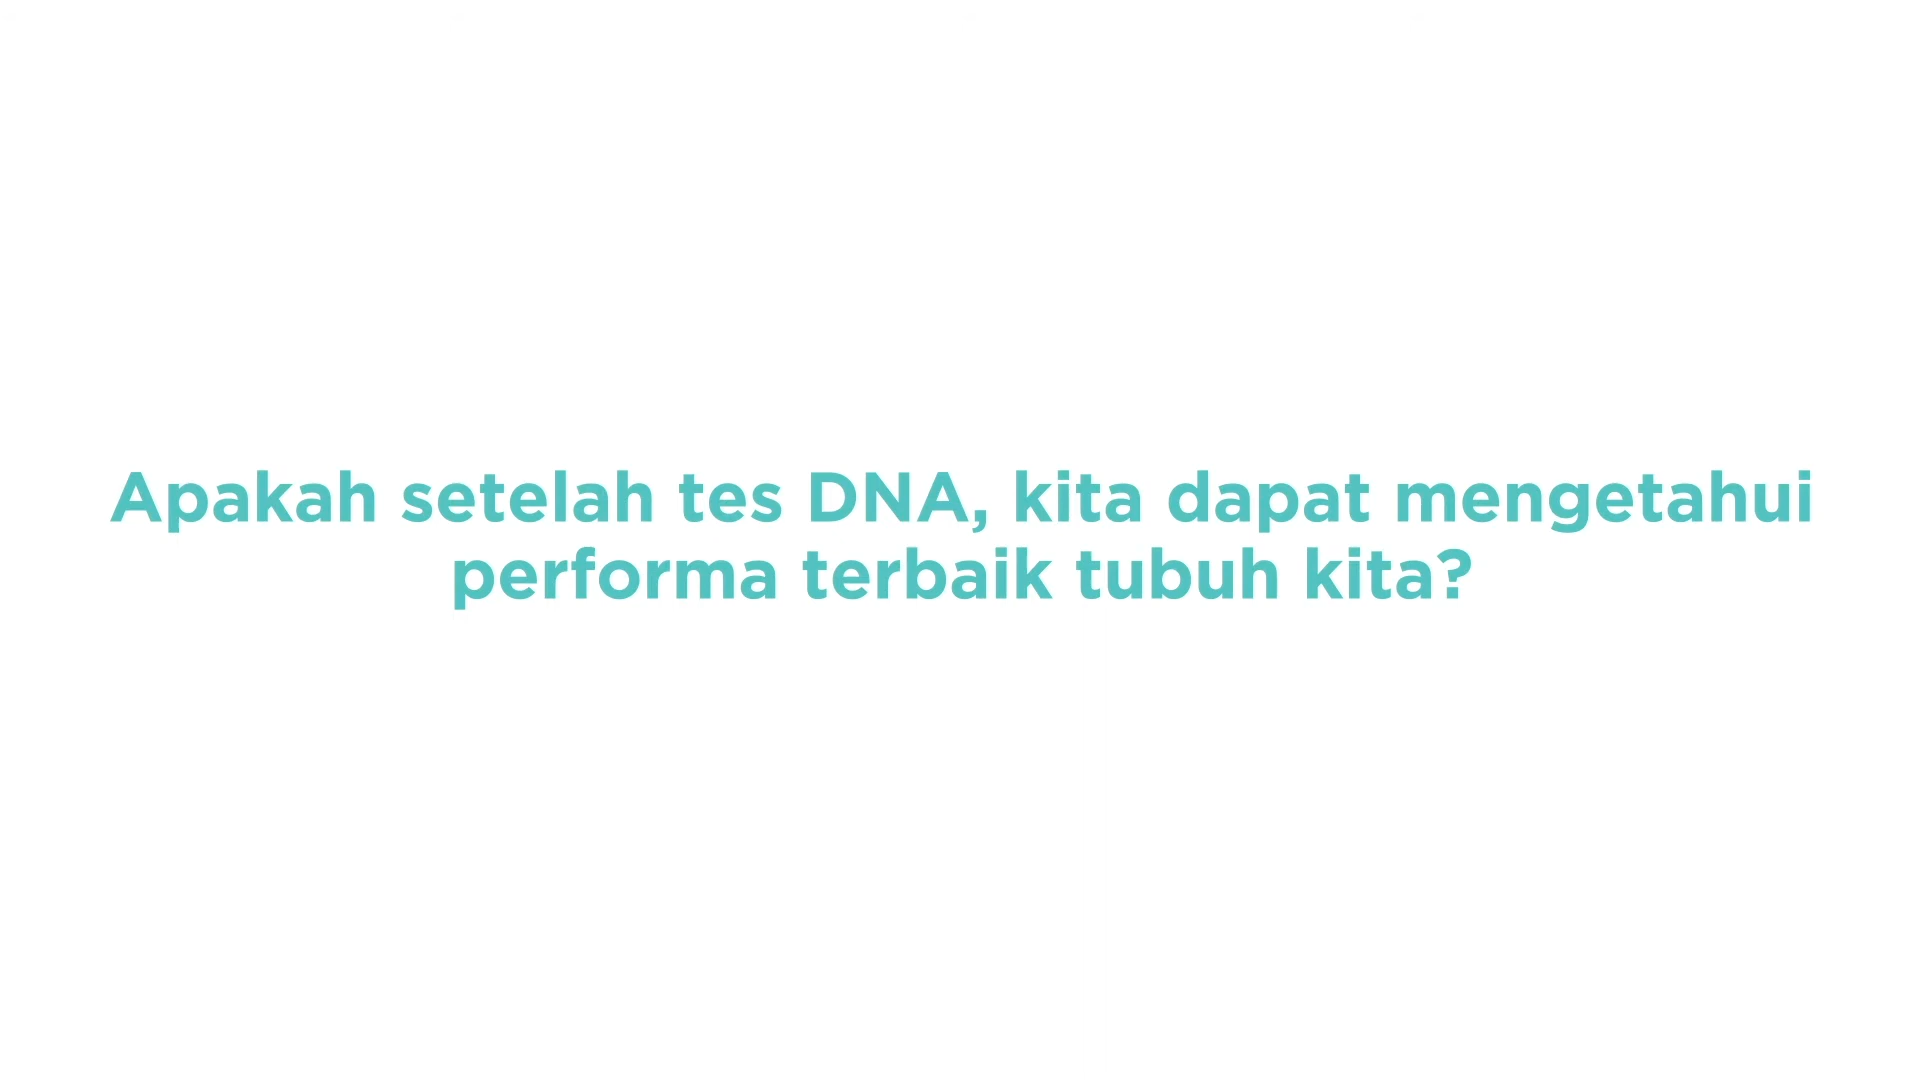 Apakah setelah tes DNA, kita dapat mengetahui
performa terbaik tubuh kita?